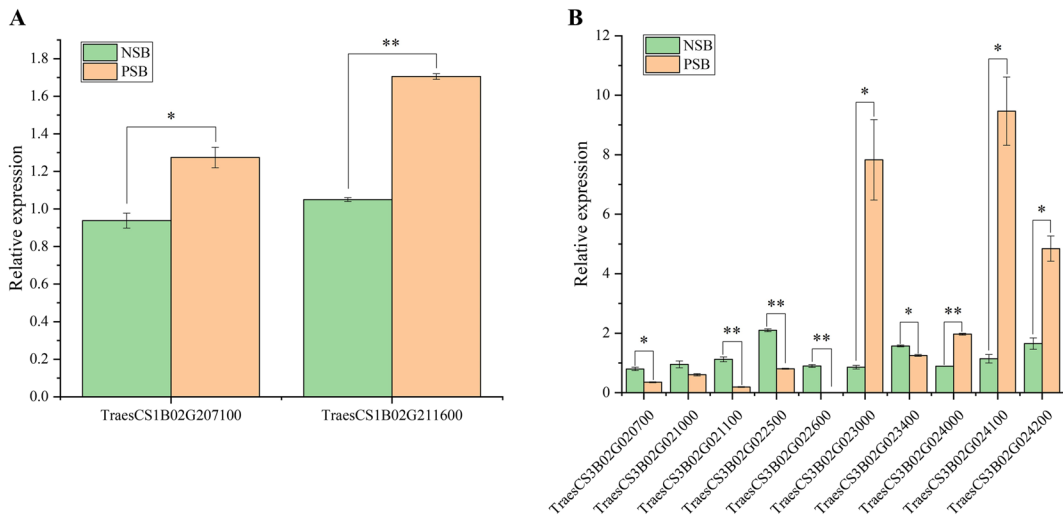 A
NSB
PSB
Relative expression
1.8
1.6
1.4
1.2
1.0
0.8
0.6
0.4
0.2
0.0
*
**
TraesCS1B02G207100
TraesCS1B02G211600
B
NSB
PSB
Relative expression
12
10
8
6
4
2
0
*
**
**
**
*
*
**
*
*
TraesCS3B02G020700
TraesCS3B02G021000
TraesCS3B02G021100
TraesCS3B02G022500
TraesCS3B02G022600
TraesCS3B02G023000
TraesCS3B02G023400
TraesCS3B02G024000
TraesCS3B02G024100
TraesCS3B02G024200